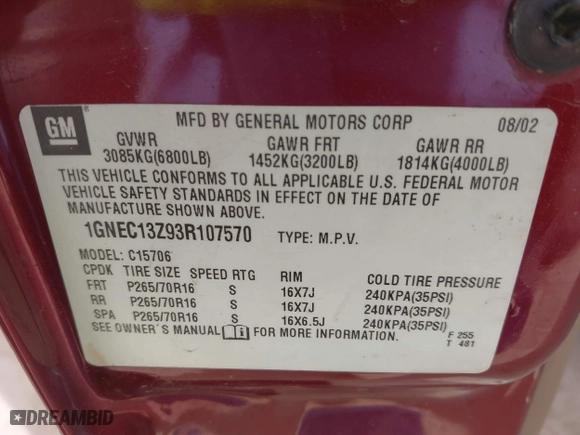 GM ®
MFD BY GENERAL MOTORS CORP 08/02
GVWR GAWR FRT GAWR RR
3085KG(6800LB) 1452KG(3200LB) 1814KG(4000LB)
THIS VEHICLE CONFORMS TO ALL APPLICABLE U.S. FEDERAL MOTOR
VEHICLE SAFETY STANDARDS IN EFFECT ON THE DATE OF
MANUFACTURE SHOWN ABOVE.
1GNEC13Z93R107570 TYPE: M.P.V.
MODEL: C15706
CPDK TIRE SIZE SPEED RTG RIM COLD TIRE PRESSURE
FRT P265/70R16 S 16X7J 240KPA(35PSI)
RR P265/70R16 S 16X7J 240KPA(35PSI)
SPA P265/70R16 S 16X6.5J 240KPA(35PSI)
SEE OWNER'S MANUAL i FOR MORE INFORMATION.
F 255
T 481
DREAMBID